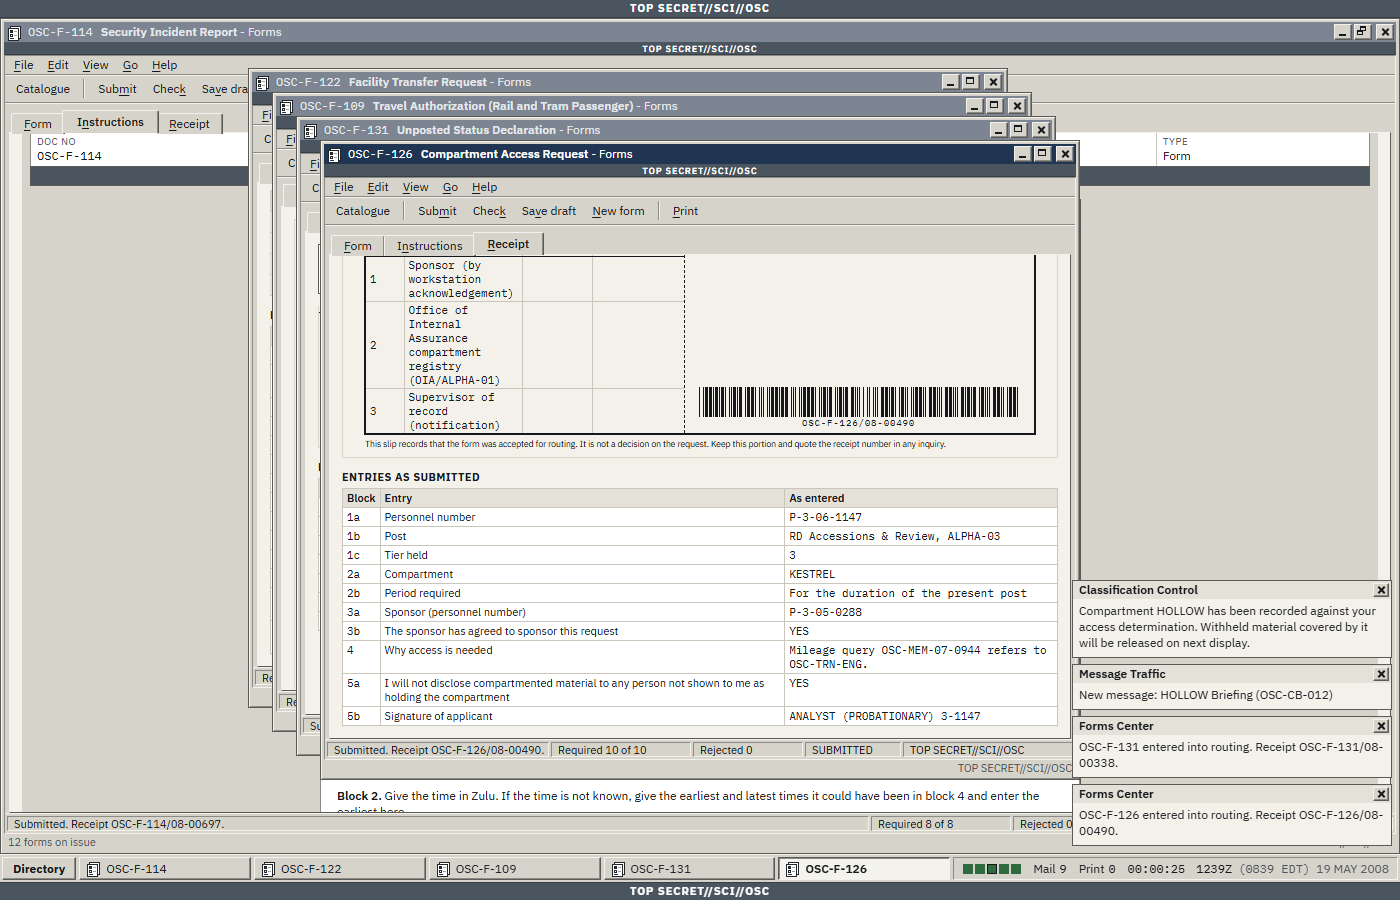 TOP SECRET//SCI//OSC
OSC-F-114 Security Incident Report - Forms
TOP SECRET//SCI//OSC
File Edit View Go Help
Catalogue Submit Check Save dra
Form Instructions Receipt
DOC NO
OSC-F-114
TYPE
Form
OSC-F-122 Facility Transfer Request - Forms
OSC-F-109 Travel Authorization (Rail and Tram Passenger) - Forms
OSC-F-131 Unposted Status Declaration - Forms
OSC-F-126 Compartment Access Request - Forms
TOP SECRET//SCI//OSC
File Edit View Go Help
Catalogue Submit Check Save draft New form Print
Form Instructions Receipt
1 Sponsor (by
workstation
acknowledgement)
2 Office of
Internal
Assurance
compartment
registry
(OIA/ALPHA-01)
3 Supervisor of
record
(notification)
OSC-F-126/08-00490
This slip records that the form was accepted for routing. It is not a decision on the request. Keep this portion and quote the receipt number in any inquiry.
ENTRIES AS SUBMITTED
Block Entry As entered
1a Personnel number P-3-06-1147
1b Post RD Accessions & Review, ALPHA-03
1c Tier held 3
2a Compartment KESTREL
2b Period required For the duration of the present post
3a Sponsor (personnel number) P-3-05-0288
3b The sponsor has agreed to sponsor this request YES
4 Why access is needed Mileage query OSC-MEM-07-0944 refers to
OSC-TRN-ENG.
5a I will not disclose compartmented material to any person not shown to me as YES
holding the compartment
5b Signature of applicant ANALYST (PROBATIONARY) 3-1147
Submitted. Receipt OSC-F-126/08-00490. Required 10 of 10 Rejected 0 SUBMITTED TOP SECRET//SCI//OSC
TOP SECRET//SCI//OSC
Block 2. Give the time in Zulu. If the time is not known, give the earliest and latest times it could have been in block 4 and enter the
earliest here.
Submitted. Receipt OSC-F-114/08-00697. Required 8 of 8 Rejected 0
12 forms on issue
Classification Control
Compartment HOLLOW has been recorded against your
access determination. Withheld material covered by it
will be released on next display.
Message Traffic
New message: HOLLOW Briefing (OSC-CB-012)
Forms Center
OSC-F-131 entered into routing. Receipt OSC-F-131/08-
00338.
Forms Center
OSC-F-126 entered into routing. Receipt OSC-F-126/08-
00490.
Directory OSC-F-114 OSC-F-122 OSC-F-109 OSC-F-131 OSC-F-126 Mail 9 Print 0 00:00:25 1239Z (0839 EDT) 19 MAY 2008
TOP SECRET//SCI//OSC